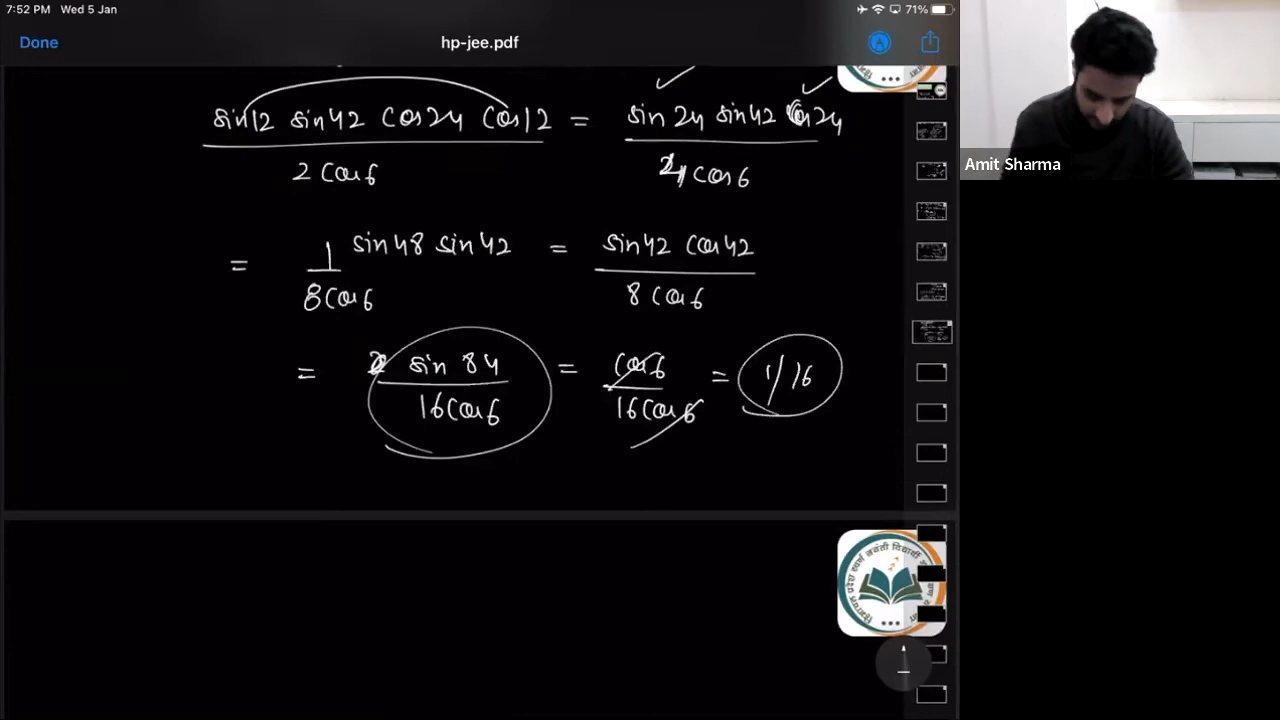 7:52 PM Wed 5 Jan
71%
Done
hp-jee.pdf
sin12 sin42 cos24 cos12 = sin24 sin42 cos24
2 cos6 4 cos6
= 1 sin48 sin42 = sin42 cos42
8cos6 8 cos6
= sin 84 = cos6 = 1/16
16cos6 16cos6
Amit Sharma